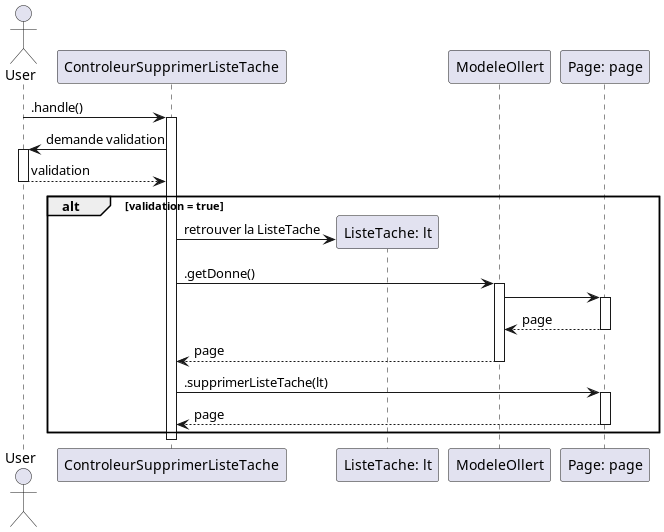 User
ControleurSupprimerListeTache
ModeleOllert
Page: page
.handle()
demande validation
validation
alt
[validation = true]
retrouver la ListeTache
ListeTache: lt
.getDonne()
page
page
.supprimerListeTache(lt)
page
User
ControleurSupprimerListeTache
ListeTache: lt
ModeleOllert
Page: page